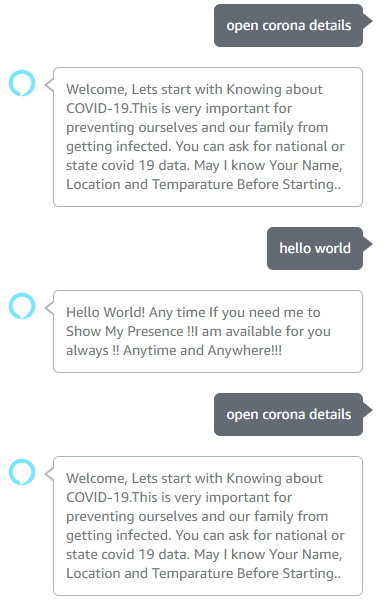 open corona details
Welcome, Lets start with Knowing about
COVID-19.This is very important for
preventing ourselves and our family from
getting infected. You can ask for national or
state covid 19 data. May I know Your Name,
Location and Temparature Before Starting..
hello world
Hello World! Any time If you need me to
Show My Presence !!I am available for you
always !! Anytime and Anywhere!!!
open corona details
Welcome, Lets start with Knowing about
COVID-19.This is very important for
preventing ourselves and our family from
getting infected. You can ask for national or
state covid 19 data. May I know Your Name,
Location and Temparature Before Starting..